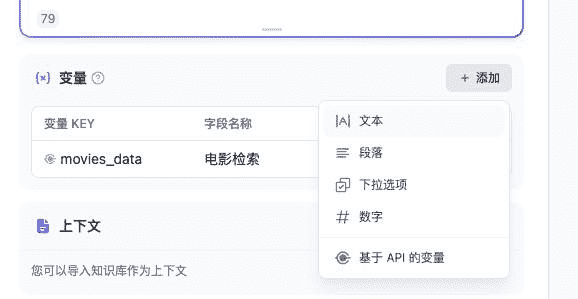 79
变量
添加
变量 KEY 字段名称
文本
movies_data 电影检索
段落
下拉选项
数字
基于 API 的变量
上下文
您可以导入知识库作为上下文